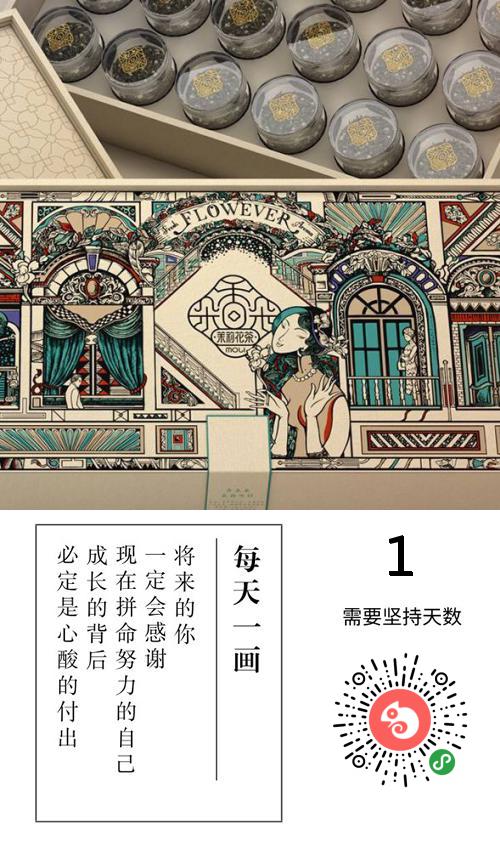 FLOWEVER
茉莉花茶
MOLI
每天一画
将来的你
一定会感谢
现在拼命努力的自己
成长的背后
必定是心酸的付出
1
需要坚持天数